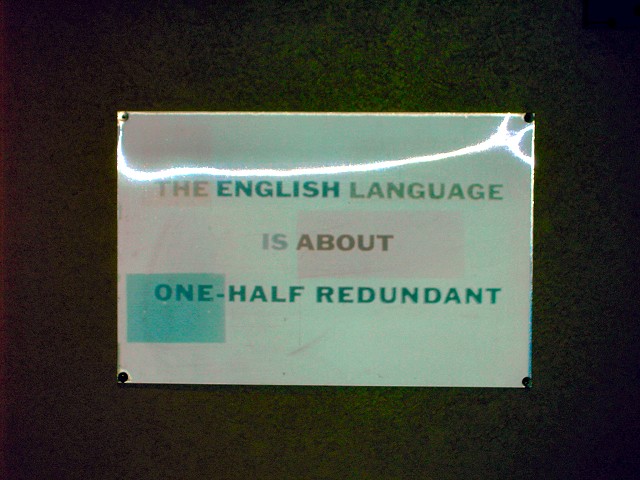 THE ENGLISH LANGUAGE
IS ABOUT
ONE-HALF REDUNDANT